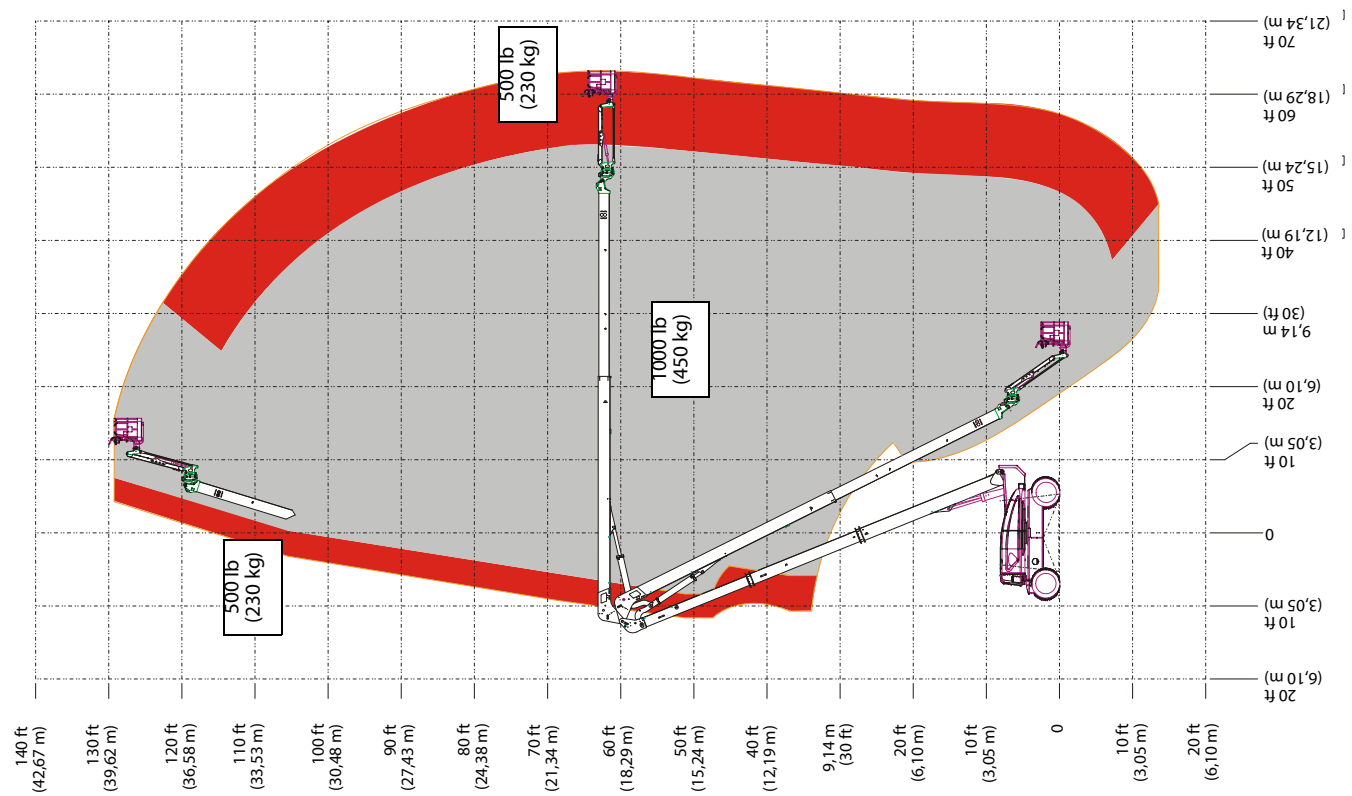 500 lb
(230 kg)
1000 lb
(450 kg)
500 lb
(230 kg)
70 ft
(21,34 m)
60 ft
(18,29 m)
50 ft
(15,24 m)
40 ft
(12,19 m)
9,14 m
(30 ft)
20 ft
(6,10 m)
10 ft
(3,05 m)
0
10 ft
(3,05 m)
20 ft
(6,10 m)
140 ft
(42,67 m)
130 ft
(39,62 m)
120 ft
(36,58 m)
110 ft
(33,53 m)
100 ft
(30,48 m)
90 ft
(27,43 m)
80 ft
(24,38 m)
70 ft
(21,34 m)
60 ft
(18,29 m)
50 ft
(15,24 m)
40 ft
(12,19 m)
9,14 m
(30 ft)
20 ft
(6,10 m)
10 ft
(3,05 m)
0
10 ft
(3,05 m)
20 ft
(6,10 m)